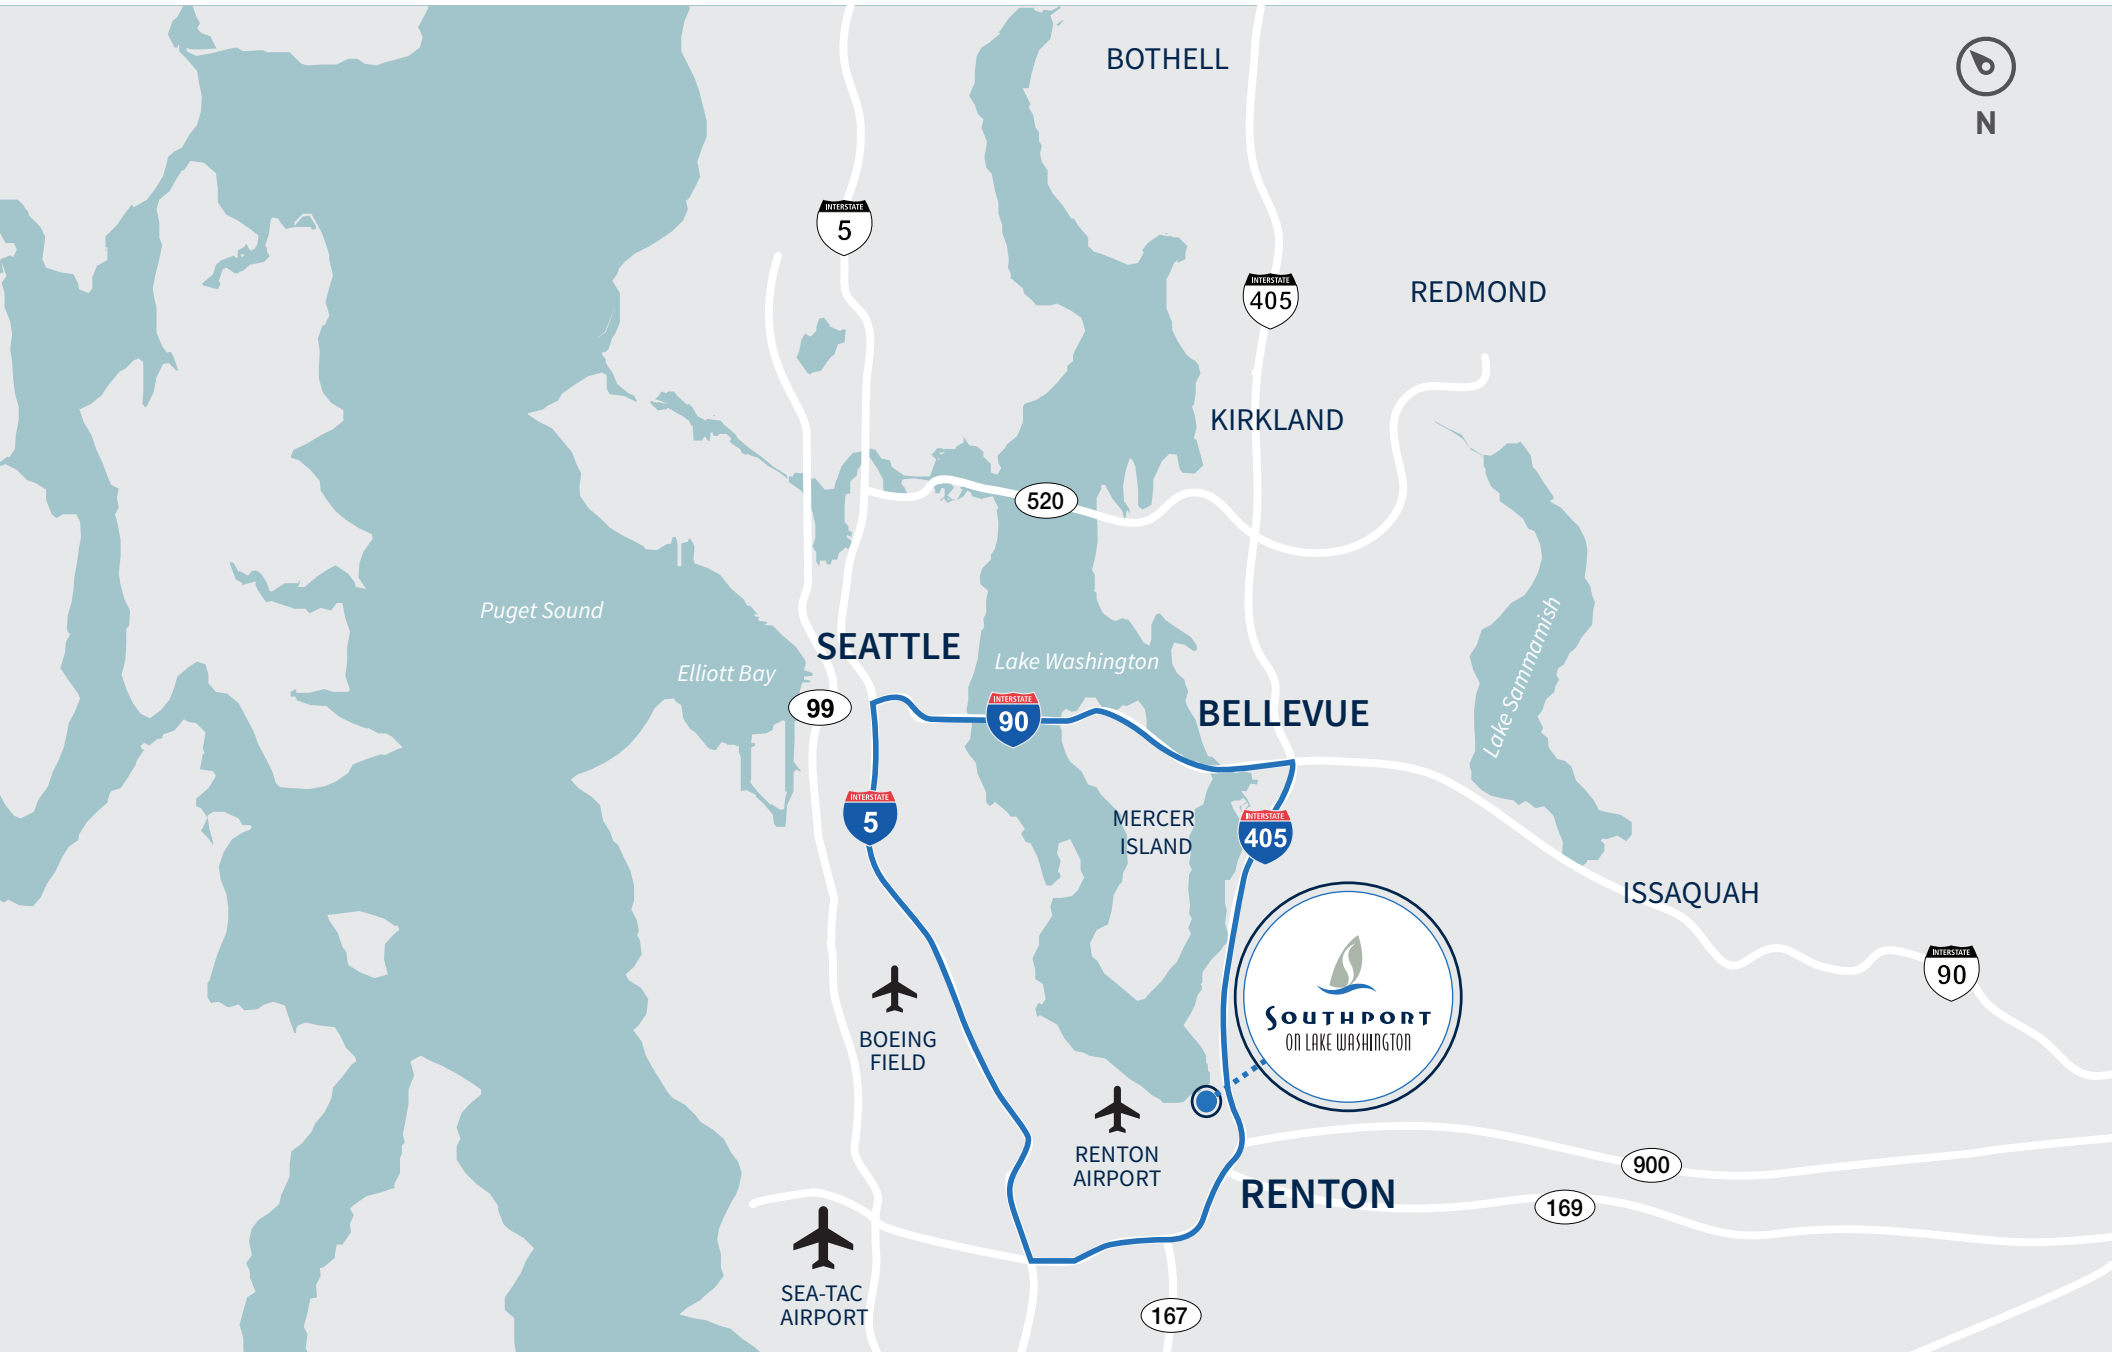 BOTHELL
N
INTERSTATE
5
INTERSTATE
405
REDMOND
KIRKLAND
520
Puget Sound
Lake Sammamish
SEATTLE
Lake Washington
Elliott Bay
99
INTERSTATE
90
BELLEVUE
INTERSTATE
5
MERCER
ISLAND
INTERSTATE
405
ISSAQUAH
INTERSTATE
90
SOUTHPORT
ON LAKE WASHINGTON
BOEING
FIELD
RENTON
AIRPORT
900
RENTON
169
SEA-TAC
AIRPORT
167